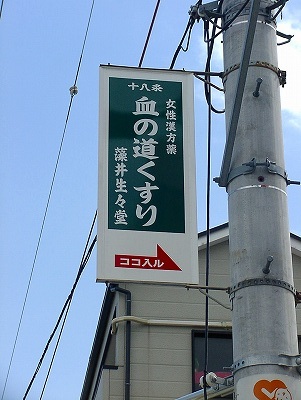 十八条
女性漢方薬
血の道くすり
藻井生々堂
ココ入ル